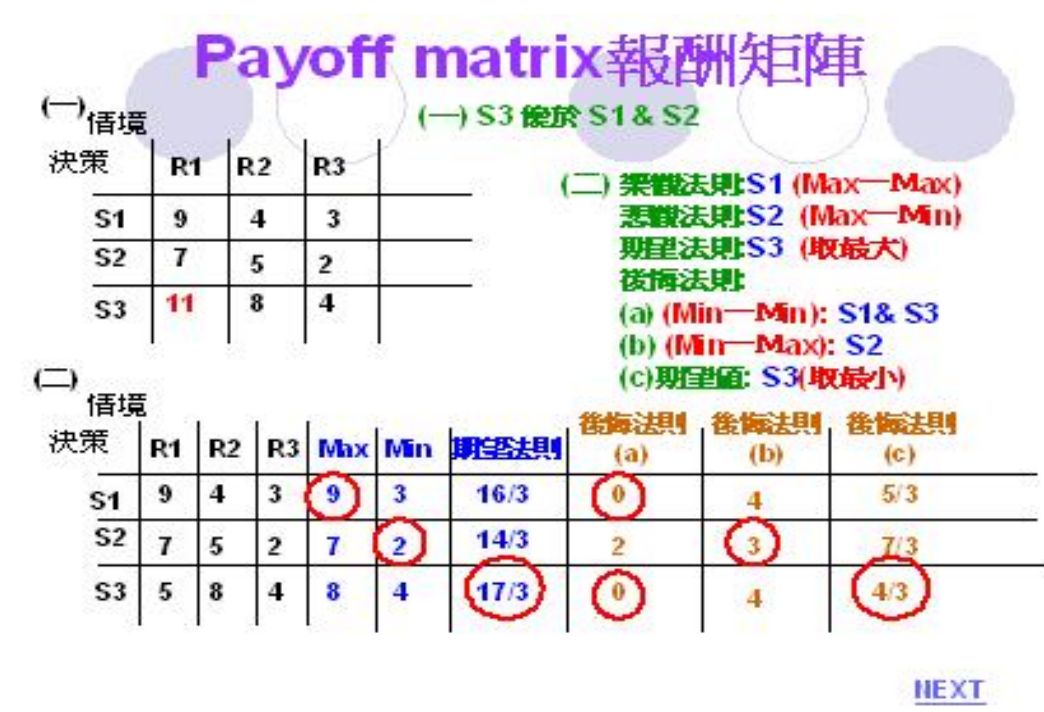 Payoff matrix報酬矩陣
(一)
(一) S3 優於 S1 & S2
情境
決策 R1 R2 R3
S1 9 4 3
S2 7 5 2
S3 11 8 4
(二) 樂觀法則:S1 (Max—Max)
悲觀法則:S2 (Max—Min)
期望法則:S3 (取最大)
後悔法則:
(a) (Min—Min): S1& S3
(b) (Min—Max): S2
(c)期望值: S3(取最小)
(二)
情境
決策 R1 R2 R3 Max Min 期望法則 後悔法則(a) 後悔法則(b) 後悔法則(c)
S1 9 4 3 9 3 16/3 0 4 5/3
S2 7 5 2 7 2 14/3 2 3 7/3
S3 5 8 4 8 4 17/3 0 4 4/3
NEXT